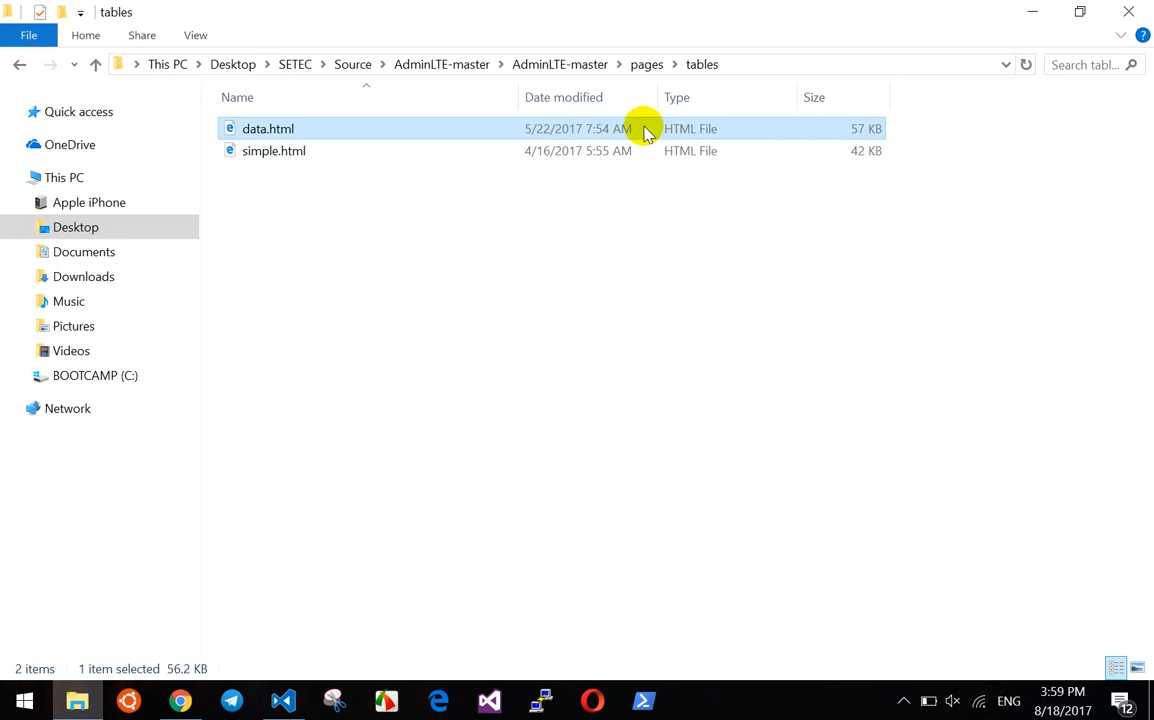 tables
File Home Share View
This PC Desktop SETEC Source AdminLTE-master AdminLTE-master pages tables
Search tabl...
Name Date modified Type Size
data.html 5/22/2017 7:54 AM HTML File 57 KB
simple.html 4/16/2017 5:55 AM HTML File 42 KB
Quick access
OneDrive
This PC
Apple iPhone
Desktop
Documents
Downloads
Music
Pictures
Videos
BOOTCAMP (C:)
Network
2 items 1 item selected 56.2 KB
ENG
3:59 PM
8/18/2017
12